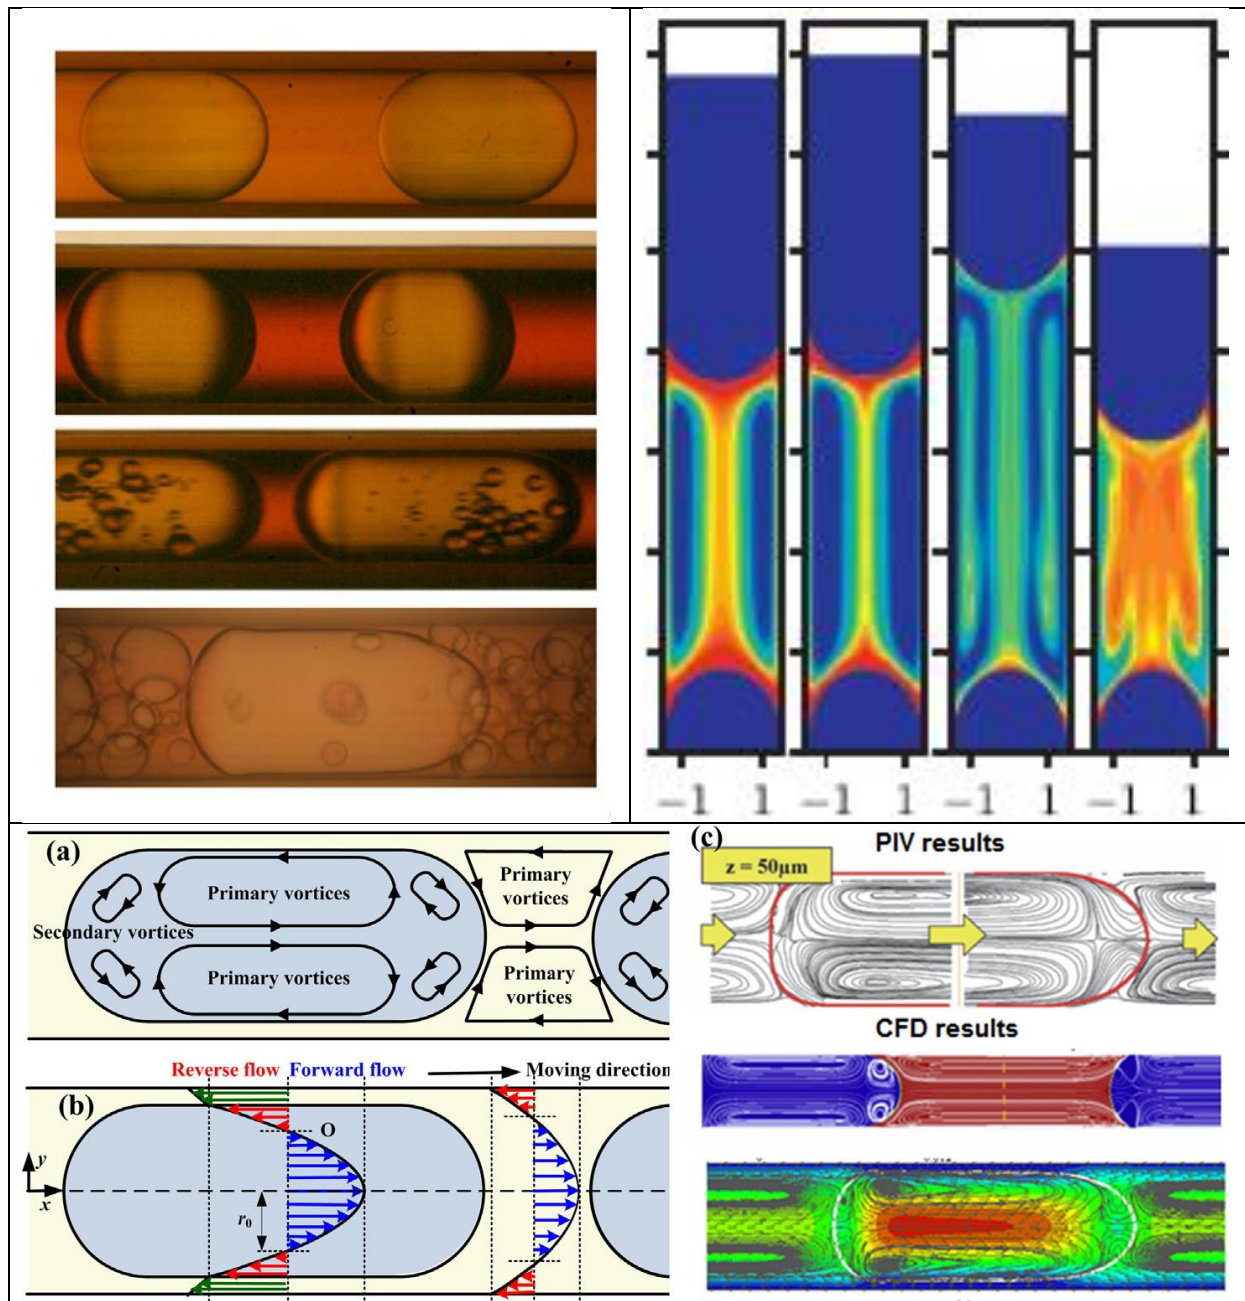 -1 1 -1 1 -1 1 -1 1
(a)
Primary vortices
Primary
vortices
Secondary vortices
Primary vortices
Primary
vortices
Reverse flow Forward flow Moving direction
(b)
O
y
x
r0
(c)
PIV results
z = 50μm
CFD results